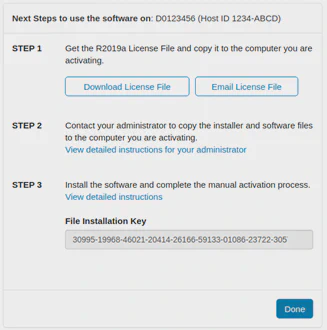 Next Steps to use the software on: D0123456 (Host ID 1234-ABCD)
STEP 1
Get the R2019a License File and copy it to the computer you are
activating.
Download License File
Email License File
STEP 2
Contact your administrator to copy the installer and software files
to the computer you are activating.
View detailed instructions for your administrator
STEP 3
Install the software and complete the manual activation process.
View detailed instructions
File Installation Key
30995-19968-46021-20414-26166-59133-01086-23722-305
Done